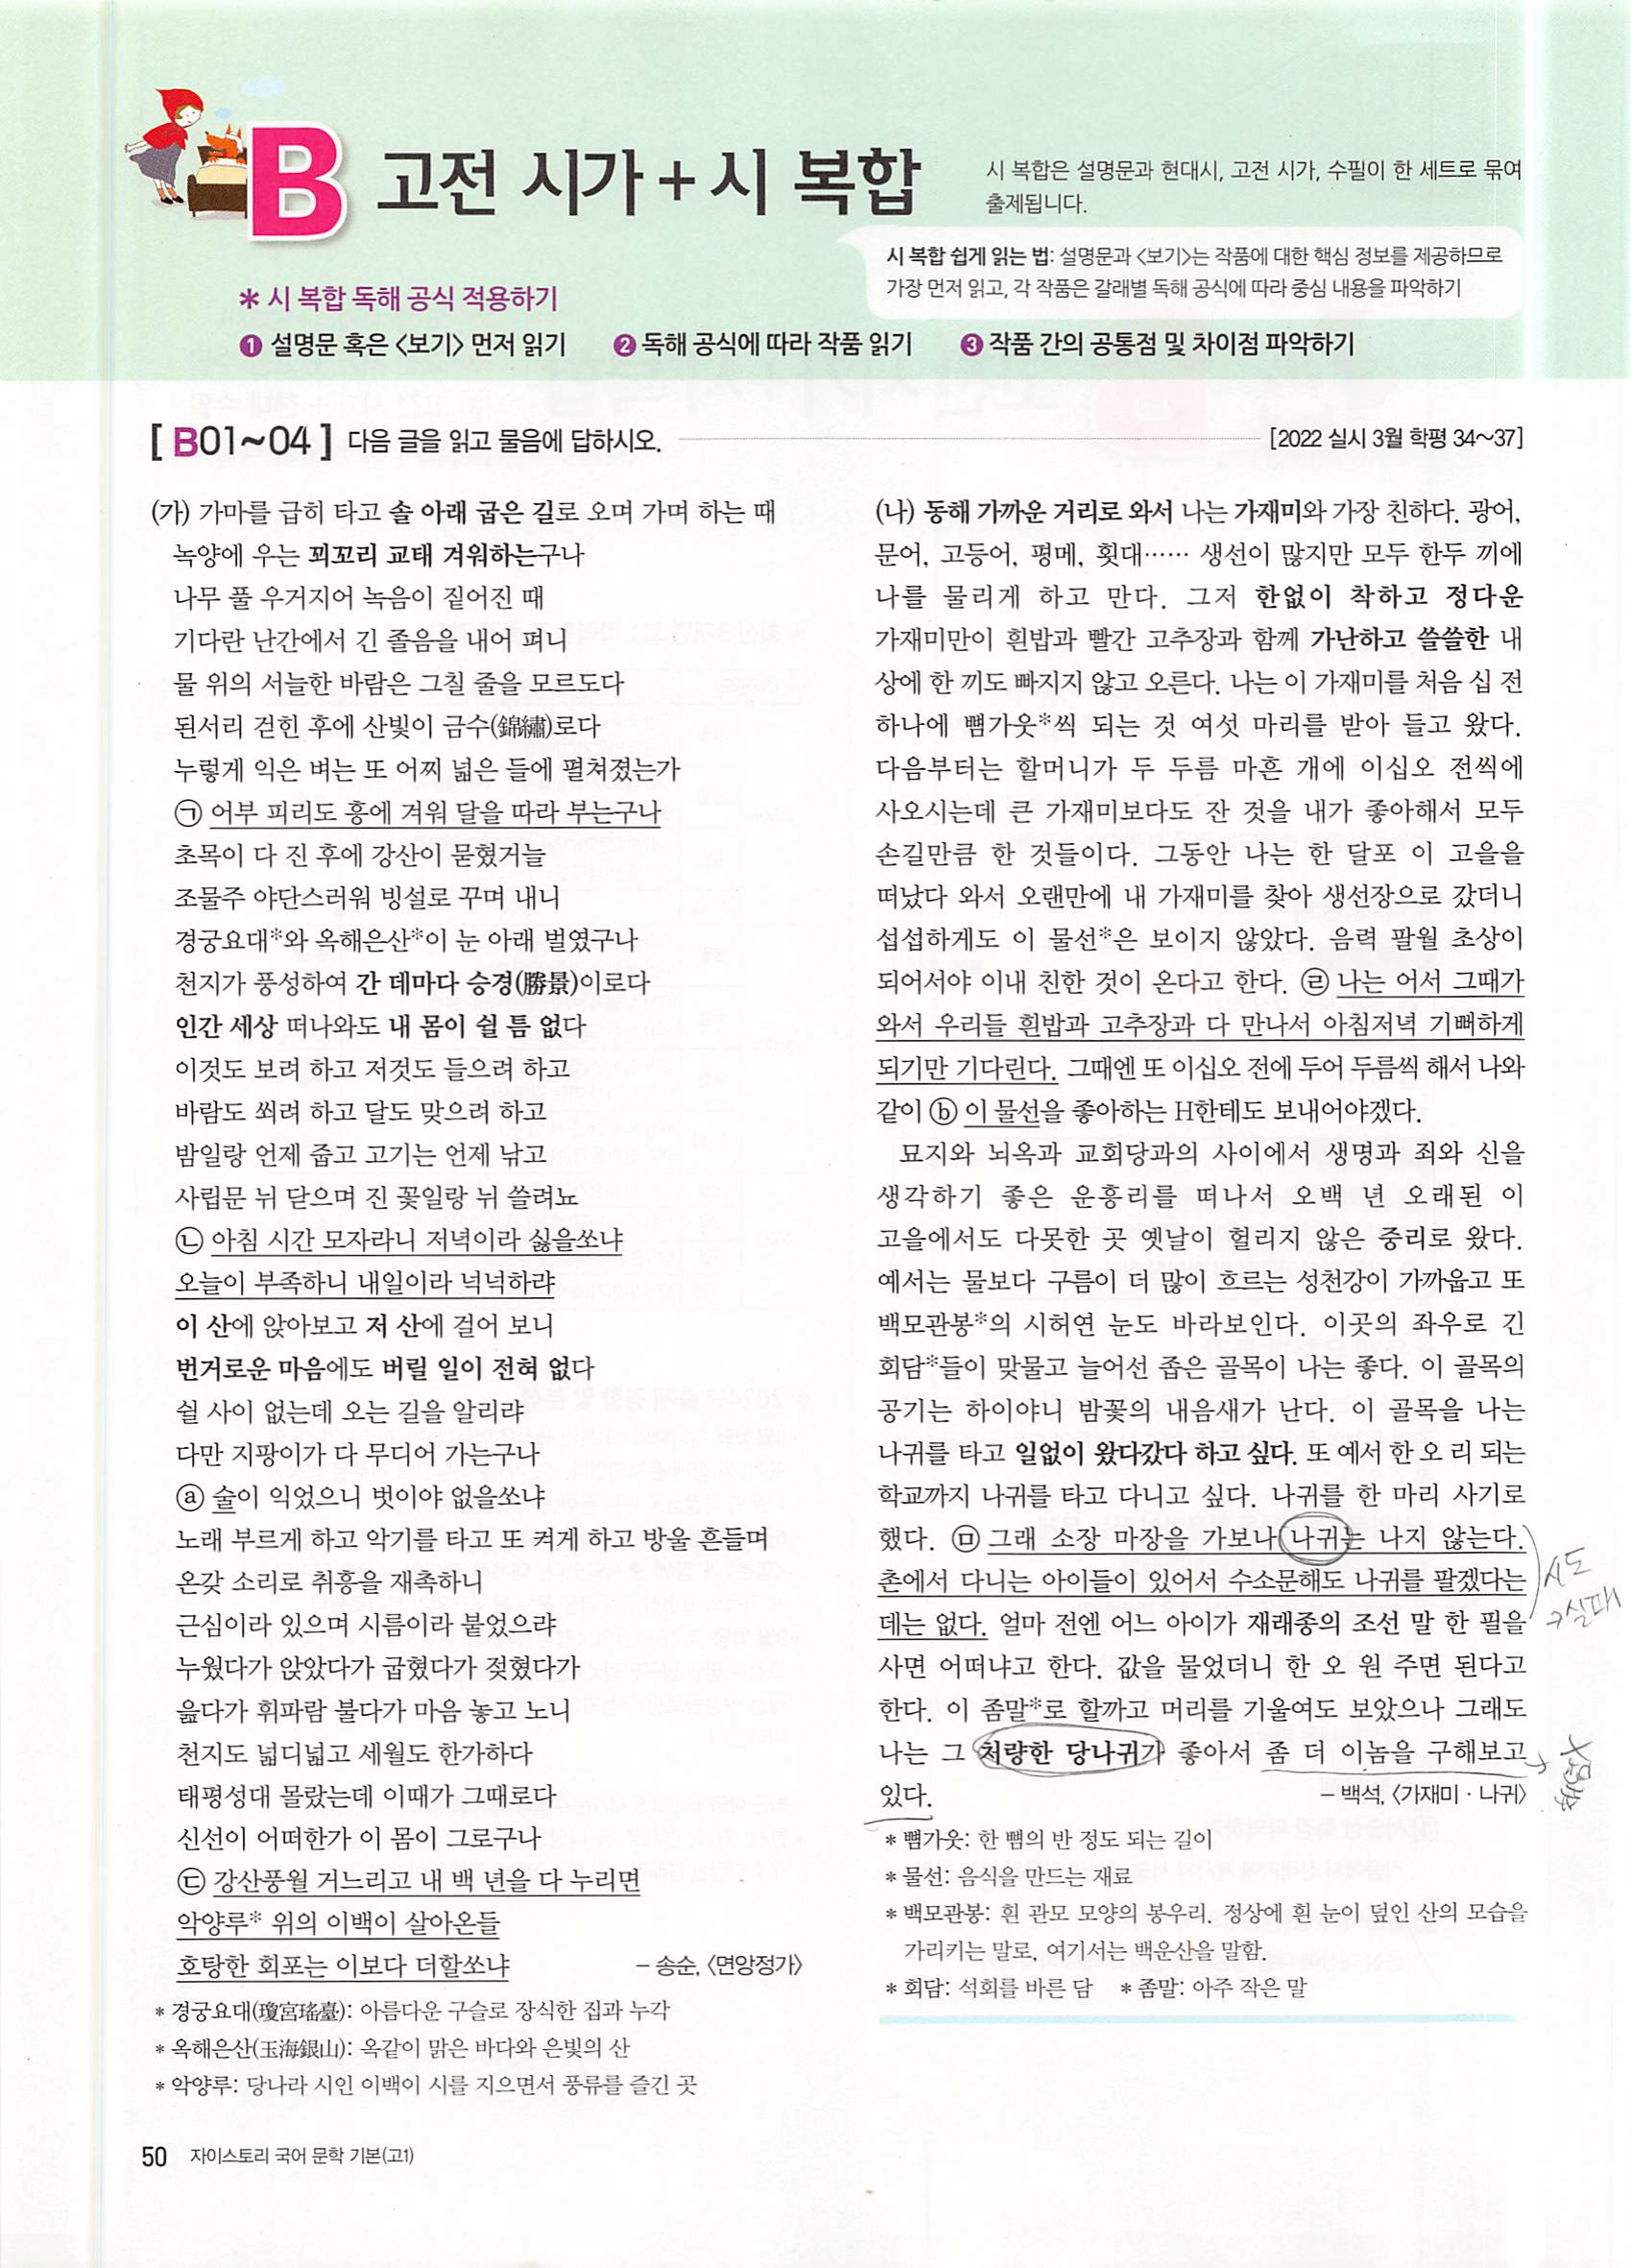 B 고전 시가 + 시 복합
시 복합은 설명문과 현대시, 고전 시가, 수필이 한 세트로 묶여
출제됩니다.
시 복합 쉽게 읽는 법: 설명문과 <보기>는 작품에 대한 핵심 정보를 제공하므로
가장 먼저 읽고, 각 작품은 갈래별 독해 공식에 따라 중심 내용을 파악하기
* 시 복합 독해 공식 적용하기
❶ 설명문 혹은 <보기> 먼저 읽기 ❷ 독해 공식에 따라 작품 읽기 ❸ 작품 간의 공통점 및 차이점 파악하기
[ B01~04 ] 다음 글을 읽고 물음에 답하시오. [2022 실시 3월 학평 34~37]
(가) 가마를 급히 타고 솔 아래 굽은 길로 오며 가며 하는 때
녹양에 우는 꾀꼬리 교태 겨워하는구나
나무 풀 우거지어 녹음이 짙어진 때
기다란 난간에서 긴 졸음을 내어 펴니
물 위의 서늘한 바람은 그칠 줄을 모르도다
된서리 걷힌 후에 산빛이 금수(錦繡)로다
누렇게 익은 벼는 또 어찌 넓은 들에 펼쳐졌는가
㉠ 어부 피리도 흥에 겨워 달을 따라 부는구나
초목이 다 진 후에 강산이 묻혔거늘
조물주 야단스러워 빙설로 꾸며 내니
경궁요대*와 옥해은산*이 눈 아래 벌였구나
천지가 풍성하여 간 데마다 승경(勝景)이로다
인간 세상 떠나와도 내 몸이 쉴 틈 없다
이것도 보려 하고 저것도 들으려 하고
바람도 쐬려 하고 달도 맞으려 하고
밤일랑 언제 줍고 고기는 언제 낚고
사립문 뉘 닫으며 진 꽃일랑 뉘 쓸려뇨
㉡ 아침 시간 모자라니 저녁이라 싫을쏘냐
오늘이 부족하니 내일이라 넉넉하랴
이 산에 앉아보고 저 산에 걸어 보니
번거로운 마음에도 버릴 일이 전혀 없다
쉴 사이 없는데 오는 길을 알리랴
다만 지팡이가 다 무디어 가는구나
ⓐ 술이 익었으니 벗이야 없을쏘냐
노래 부르게 하고 악기를 타고 또 켜게 하고 방울 흔들며
온갖 소리로 취흥을 재촉하니
근심이라 있으며 시름이라 붙었으랴
누웠다가 앉았다가 굽혔다가 젖혔다가
읊다가 휘파람 불다가 마음 놓고 노니
천지도 넓디넓고 세월도 한가하다
태평성대 몰랐는데 이때가 그때로다
신선이 어떠한가 이 몸이 그로구나
㉢ 강산풍월 거느리고 내 백 년을 다 누리면
악양루* 위의 이백이 살아온들
호탕한 회포는 이보다 더할쏘냐 - 송순, <면앙정가>
* 경궁요대(瓊宮瑤臺): 아름다운 구슬로 장식한 집과 누각
* 옥해은산(玉海銀山): 옥같이 맑은 바다와 은빛의 산
* 악양루: 당나라 시인 이백이 시를 지으면서 풍류를 즐긴 곳
50 자이스토리 국어 문학 기본(고1)
(나) 동해 가까운 거리로 와서 나는 가재미와 가장 친하다. 광어,
문어, 고등어, 평메, 횟대…… 생선이 많지만 모두 한두 끼에
나를 물리게 하고 만다. 그저 한없이 착하고 정다운
가재미만이 흰밥과 빨간 고추장과 함께 가난하고 쓸쓸한 내
상에 한 끼도 빠지지 않고 오른다. 나는 이 가재미를 처음 십 전
하나에 뼘가웃*씩 되는 것 여섯 마리를 받아 들고 왔다.
다음부터는 할머니가 두 두름 마흔 개에 이십오 전씩에
사오시는데 큰 가재미보다도 잔 것을 내가 좋아해서 모두
손길만큼 한 것들이다. 그동안 나는 한 달포 이 고을을
떠났다 와서 오랜만에 내 가재미를 찾아 생선장으로 갔더니
섭섭하게도 이 물선*은 보이지 않았다. 음력 팔월 초상이
되어서야 이내 친한 것이 온다고 한다. ㉣ 나는 어서 그때가
와서 우리들 흰밥과 고추장과 다 만나서 아침저녁 기뻐하게
되기만 기다린다. 그때엔 또 이십오 전에 두어 두름씩 해서 나와
같이 ⓑ 이 물선을 좋아하는 H한테도 보내어야겠다.
묘지와 뇌옥과 교회당과의 사이에서 생명과 죄와 신을
생각하기 좋은 운흥리를 떠나서 오백 년 오래된 이
고을에서도 다못한 곳 옛날이 헐리지 않은 중리로 왔다.
예서는 물보다 구름이 더 많이 흐르는 성천강이 가까웁고 또
백모관봉*의 시허연 눈도 바라보인다. 이곳의 좌우로 긴
회담*들이 맞물고 늘어선 좁은 골목이 나는 좋다. 이 골목의
공기는 하이야니 밤꽃의 내음새가 난다. 이 골목을 나는
나귀를 타고 일없이 왔다갔다 하고 싶다. 또 예서 한 오 리 되는
학교까지 나귀를 타고 다니고 싶다. 나귀를 한 마리 사기로
했다. ㉤ 그래 소장 마장을 가보나 나귀는 나지 않는다.
촌에서 다니는 아이들이 있어서 수소문해도 나귀를 팔겠다는
데는 없다. 얼마 전엔 어느 아이가 재래종의 조선 말 한 필을
사면 어떠냐고 한다. 값을 물었더니 한 오 원 주면 된다고
한다. 이 좀말*로 할까고 머리를 기울여도 보았으나 그래도
나는 그 처량한 당나귀가 좋아서 좀 더 이놈을 구해보고
있다. - 백석, <가재미·나귀>
시도
* 뼘가웃: 한 뼘의 반 정도 되는 길이
* 물선: 음식을 만드는 재료
* 백모관봉: 흰 관모 모양의 봉우리. 정상에 흰 눈이 덮인 산의 모습을
가리키는 말로, 여기서는 백운산을 말함.
* 회담: 석회를 바른 담 * 좀말: 아주 작은 말